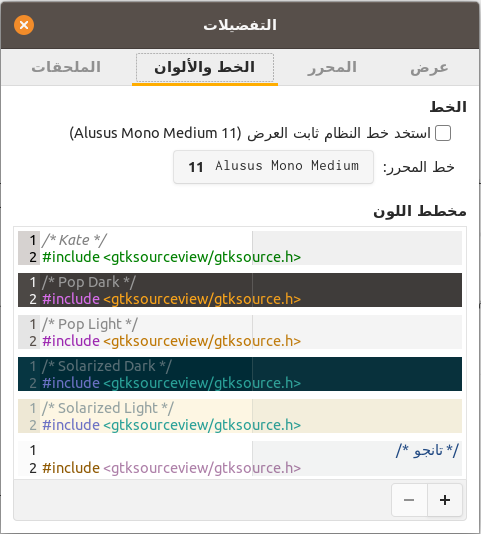 التفضيلات
عرض المحرر الخط والألوان الملحقات
الخط
استخد خط النظام ثابت العرض (Alusus Mono Medium 11)
خط المحرر: Alusus Mono Medium 11
مخطط اللون
1 /* Kate */
2 #include <gtksourceview/gtksource.h>
1 /* Pop Dark */
2 #include <gtksourceview/gtksource.h>
1 /* Pop Light */
2 #include <gtksourceview/gtksource.h>
1 /* Solarized Dark */
2 #include <gtksourceview/gtksource.h>
1 /* Solarized Light */
2 #include <gtksourceview/gtksource.h>
1 /* تانجو */
2 #include <gtksourceview/gtksource.h>